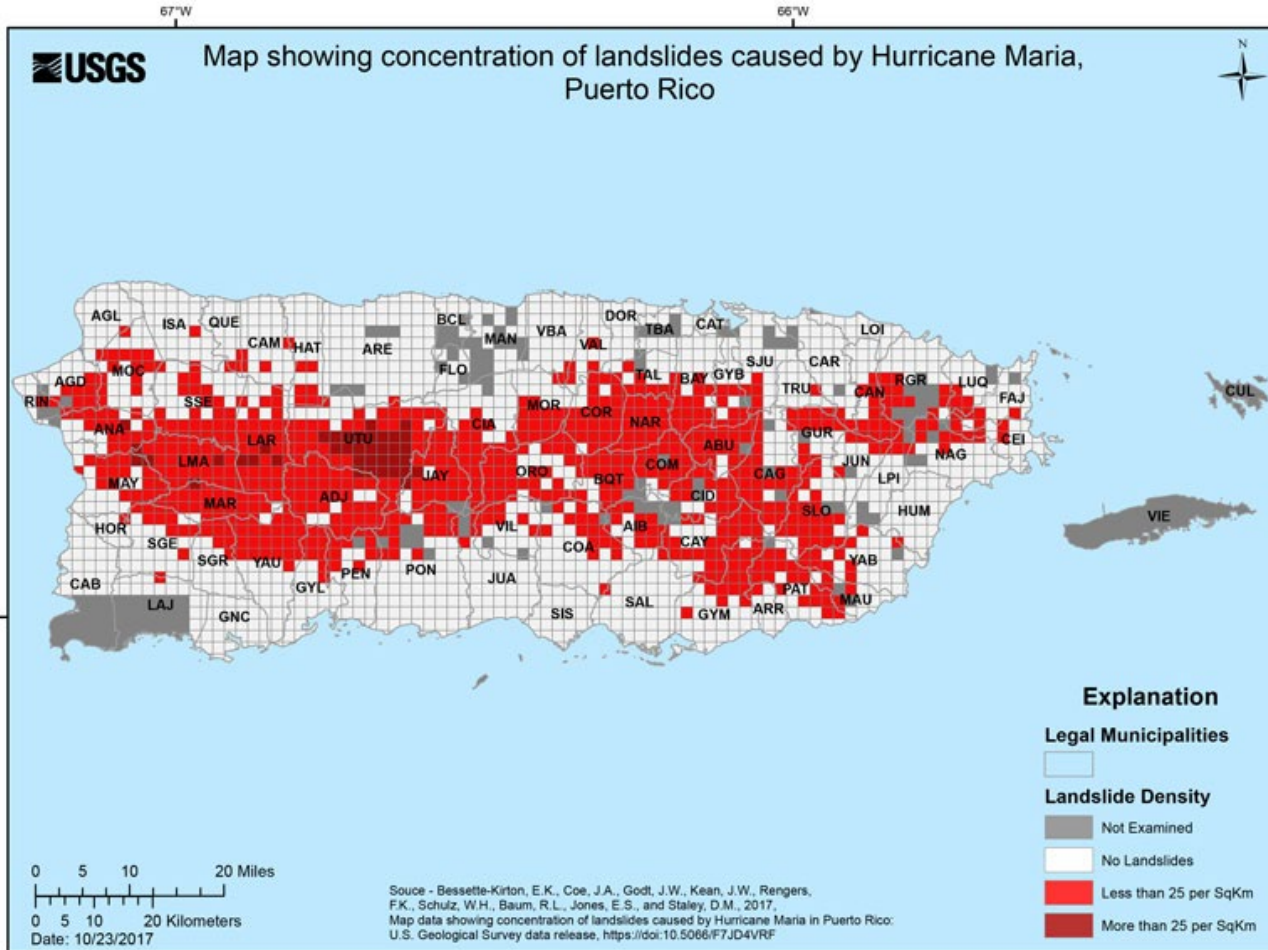 67°W 66°W
USGS
Map showing concentration of landslides caused by Hurricane Maria,
Puerto Rico
N
AGL ISA QUE CAM HAT ARE BCL MAN VBA DOR TBA CAT LOI
VAL SJU CAR
AGD MOC FLO TAL BAY GYB TRU CAN RGR LUQ FAJ CUL
RIN SSE MOR COR NAR
ANA LAR UTU CIA ABU GUR CEI
LMA JAY ORO BQT COM CAG JUN NAG
MAY MAR ADJ CID SLO LPI HUM VIE
HOR SGE VIL AIB CAY
SGR YAU PEN PON COA YAB
CAB GYL JUA PAT MAU
LAJ GNC SIS SAL GYM ARR
Explanation
Legal Municipalities
Landslide Density
Not Examined
No Landslides
Less than 25 per SqKm
More than 25 per SqKm
0 5 10 20 Miles
0 5 10 20 Kilometers
Date: 10/23/2017
Souce - Bessette-Kirton, E.K., Coe, J.A., Godt, J.W., Kean, J.W., Rengers,
F.K., Schulz, W.H., Baum, R.L., Jones, E.S., and Staley, D.M., 2017,
Map data showing concentration of landslides caused by Hurricane Maria in Puerto Rico:
U.S. Geological Survey data release, https://doi:10.5066/F7JD4VRF